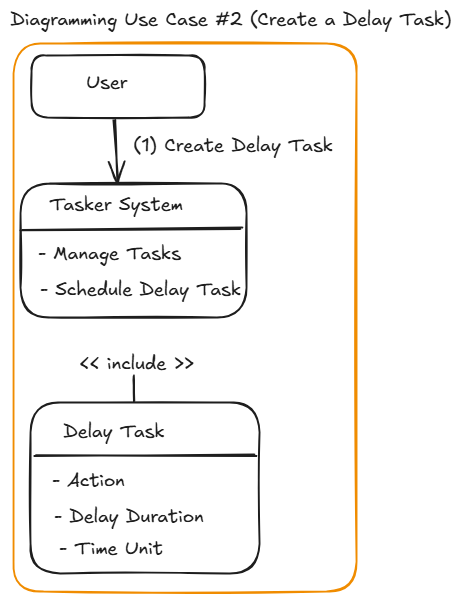 Diagramming Use Case #2 (Create a Delay Task)
User
(1) Create Delay Task
Tasker System
- Manage Tasks
- Schedule Delay Task
<< include >>
Delay Task
- Action
- Delay Duration
- Time Unit